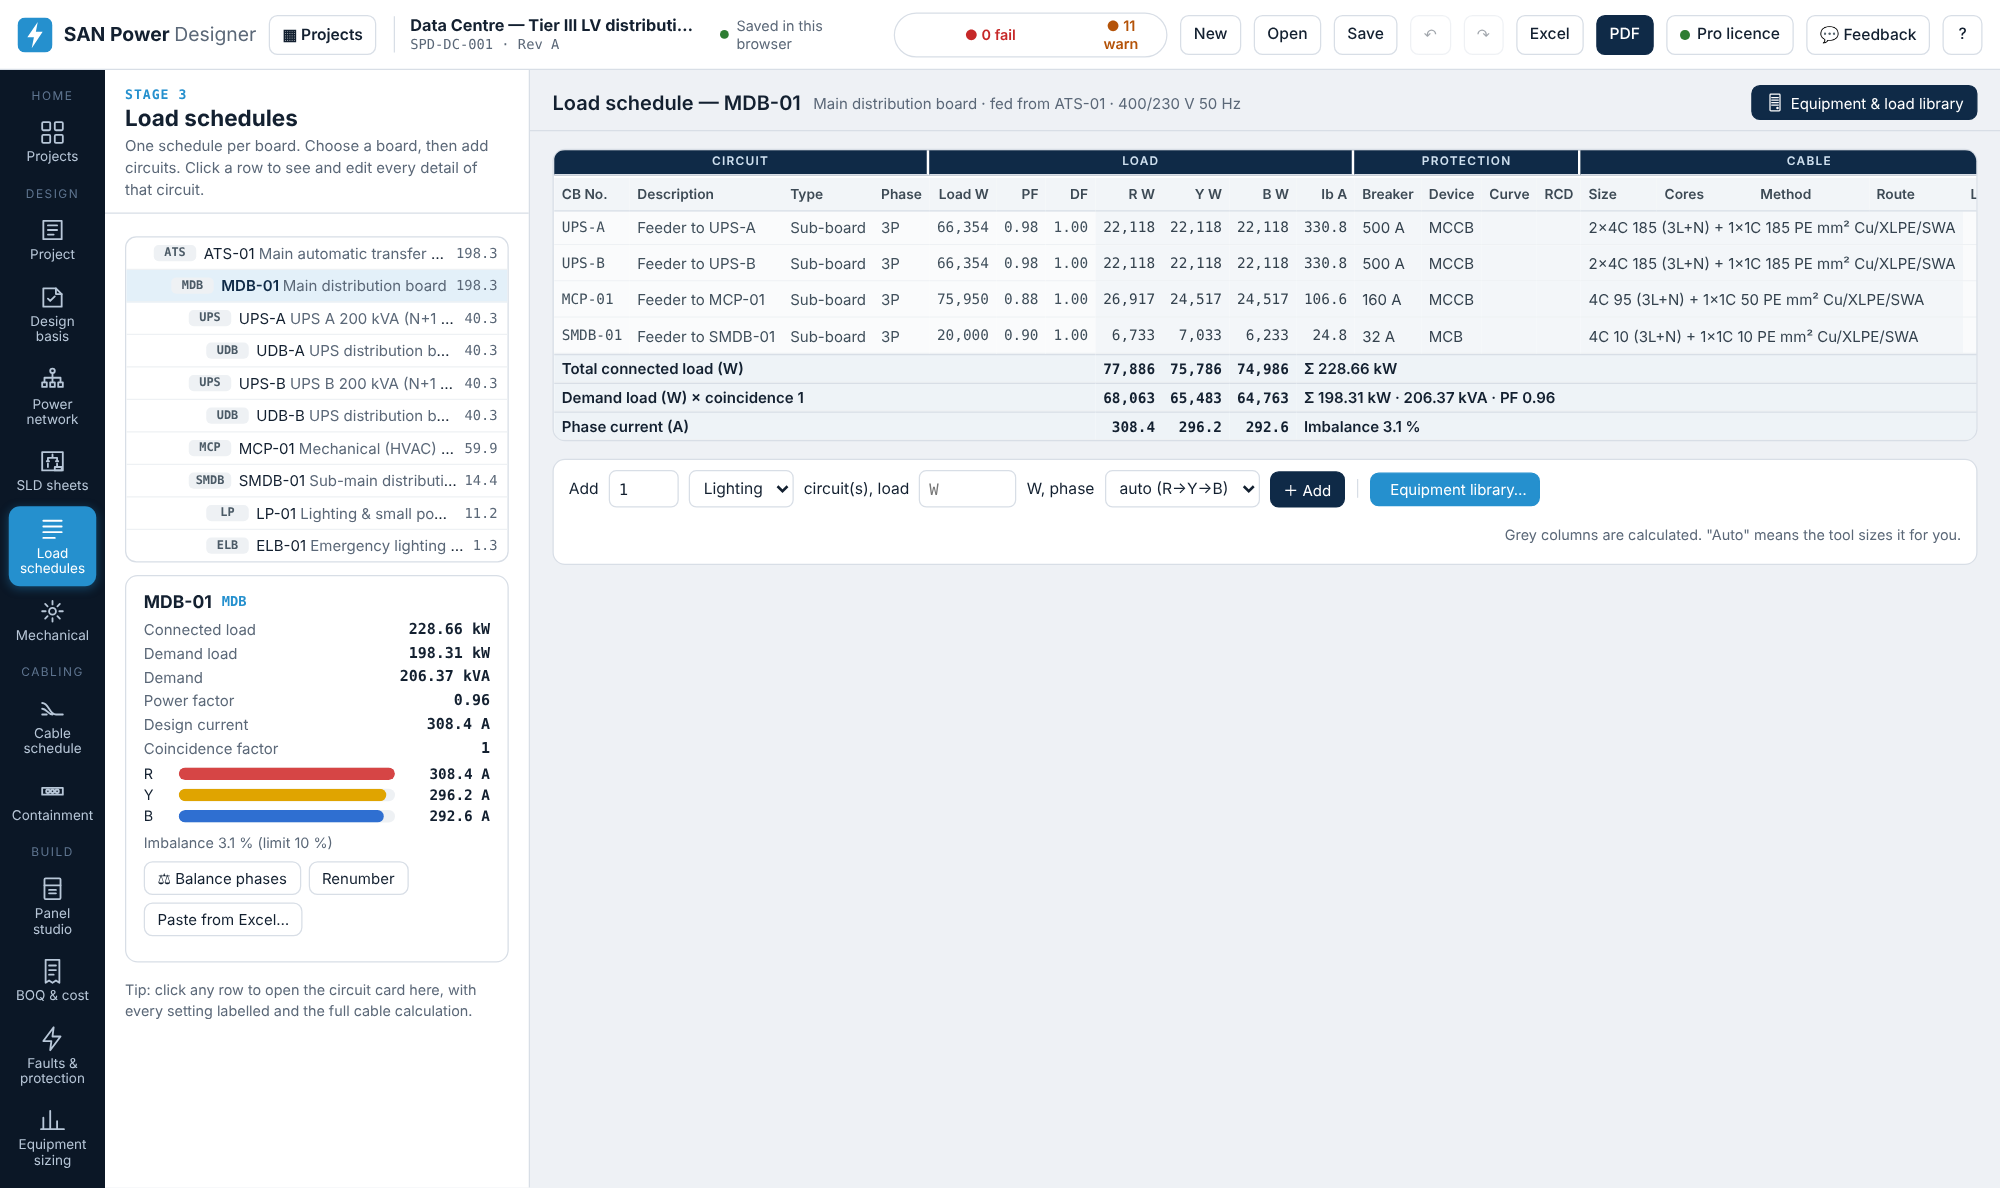 SAN Power Designer
Projects
Data Centre — Tier III LV distributi...
SPD-DC-001 · Rev A
Saved in this browser
0 fail
11 warn
New
Open
Save
Excel
PDF
Pro licence
Feedback
?
HOME
Projects
DESIGN
Project
Design basis
Power network
SLD sheets
Load schedules
Mechanical
CABLING
Cable schedule
Containment
BUILD
Panel studio
BOQ & cost
Faults & protection
Equipment sizing
STAGE 3
Load schedules
One schedule per board. Choose a board, then add
circuits. Click a row to see and edit every detail of
that circuit.
ATS ATS-01 Main automatic transfer ... 198.3
MDB MDB-01 Main distribution board 198.3
UPS UPS-A UPS A 200 kVA (N+1 ... 40.3
UDB UDB-A UPS distribution b... 40.3
UPS UPS-B UPS B 200 kVA (N+1 ... 40.3
UDB UDB-B UPS distribution b... 40.3
MCP MCP-01 Mechanical (HVAC) ... 59.9
SMDB SMDB-01 Sub-main distributi... 14.4
LP LP-01 Lighting & small po... 11.2
ELB ELB-01 Emergency lighting ... 1.3
MDB-01 MDB
Connected load 228.66 kW
Demand load 198.31 kW
Demand 206.37 kVA
Power factor 0.96
Design current 308.4 A
Coincidence factor 1
R 308.4 A
Y 296.2 A
B 292.6 A
Imbalance 3.1 % (limit 10 %)
Balance phases
Renumber
Paste from Excel...
Tip: click any row to open the circuit card here, with
every setting labelled and the full cable calculation.
Load schedule — MDB-01 Main distribution board · fed from ATS-01 · 400/230 V 50 Hz
Equipment & load library
CIRCUIT LOAD PROTECTION CABLE
CB No. Description Type Phase Load W PF DF R W Y W B W Ib A Breaker Device Curve RCD Size Cores Method Route L
UPS-A Feeder to UPS-A Sub-board 3P 66,354 0.98 1.00 22,118 22,118 22,118 330.8 500 A MCCB 2×4C 185 (3L+N) + 1×1C 185 PE mm² Cu/XLPE/SWA
UPS-B Feeder to UPS-B Sub-board 3P 66,354 0.98 1.00 22,118 22,118 22,118 330.8 500 A MCCB 2×4C 185 (3L+N) + 1×1C 185 PE mm² Cu/XLPE/SWA
MCP-01 Feeder to MCP-01 Sub-board 3P 75,950 0.88 1.00 26,917 24,517 24,517 106.6 160 A MCCB 4C 95 (3L+N) + 1×1C 50 PE mm² Cu/XLPE/SWA
SMDB-01 Feeder to SMDB-01 Sub-board 3P 20,000 0.90 1.00 6,733 7,033 6,233 24.8 32 A MCB 4C 10 (3L+N) + 1×1C 10 PE mm² Cu/XLPE/SWA
Total connected load (W) 77,886 75,786 74,986 Σ 228.66 kW
Demand load (W) × coincidence 1 68,063 65,483 64,763 Σ 198.31 kW · 206.37 kVA · PF 0.96
Phase current (A) 308.4 296.2 292.6 Imbalance 3.1 %
Add 1 Lighting circuit(s), load W W, phase auto (R→Y→B) + Add Equipment library...
Grey columns are calculated. "Auto" means the tool sizes it for you.